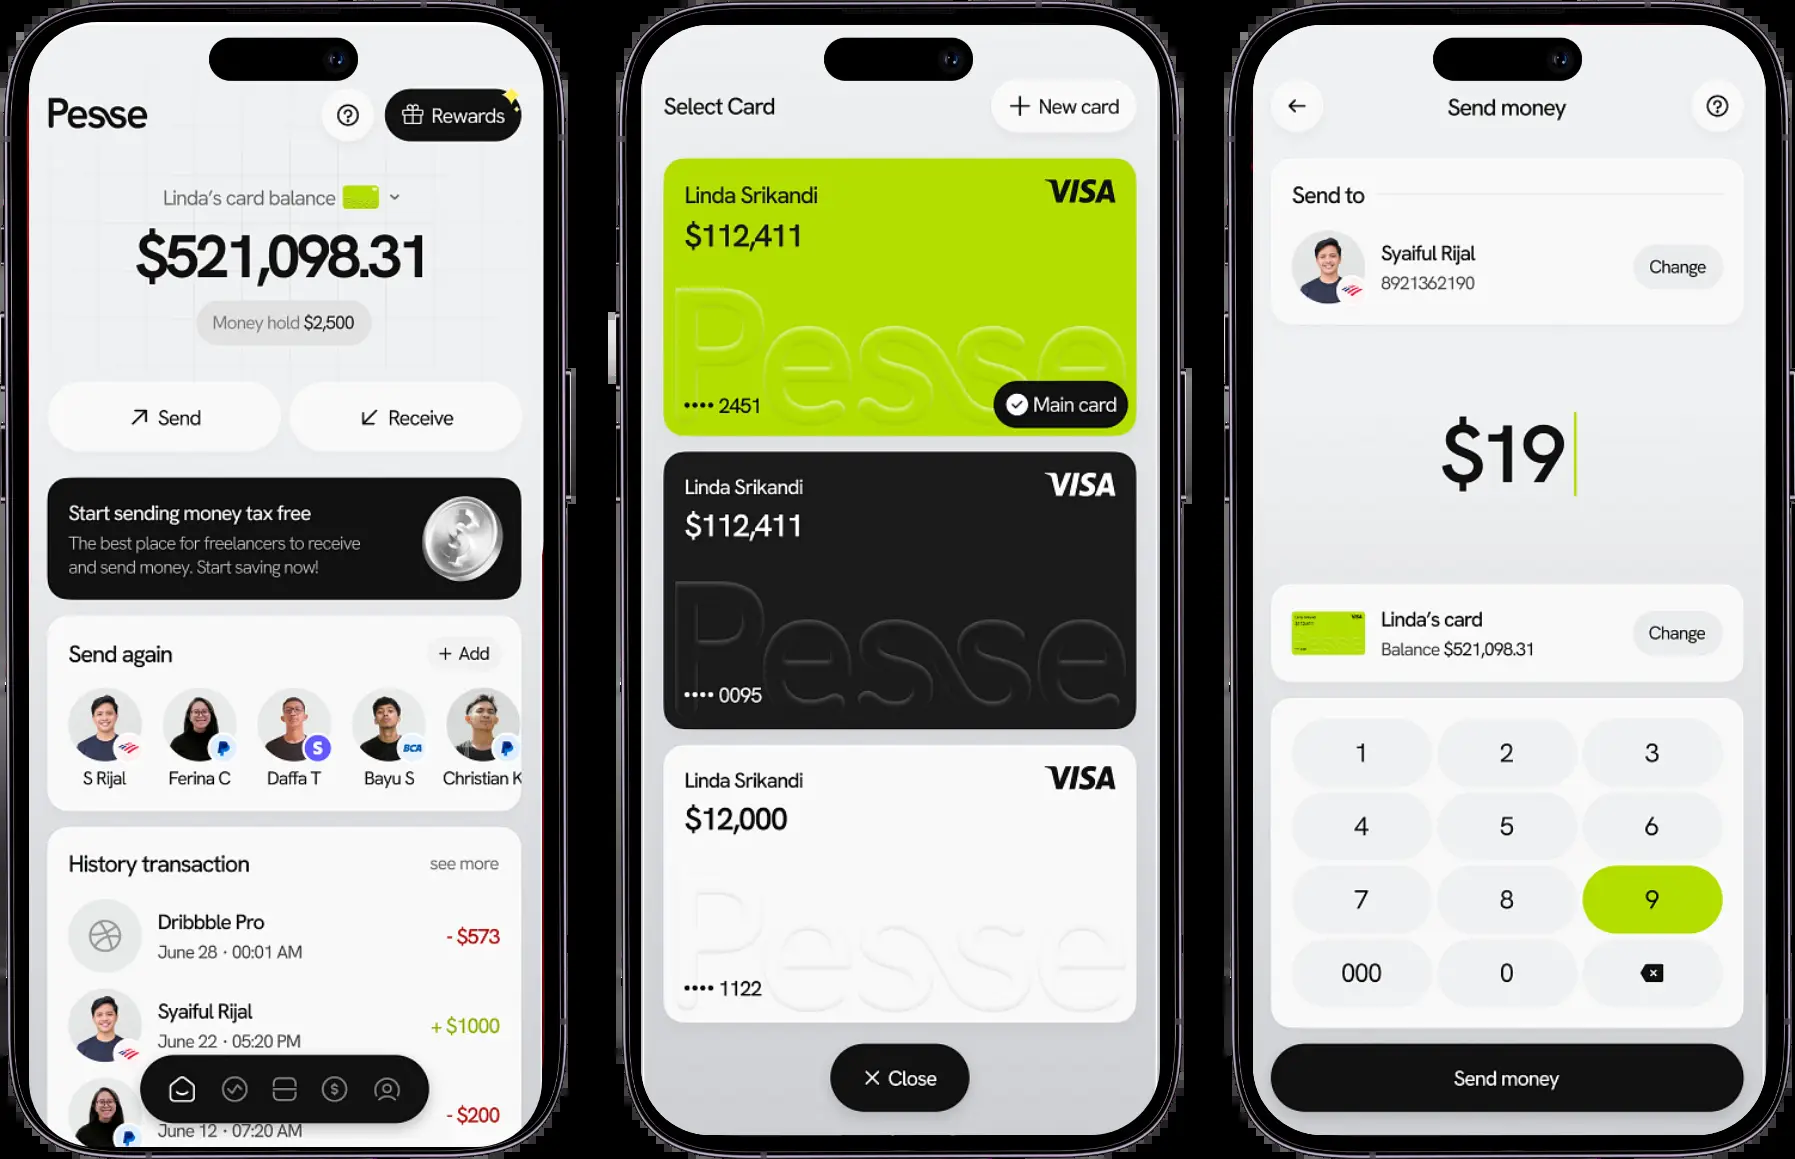 Pesse
Rewards
Linda's card balance
$521,098.31
Money hold $2,500
Send
Receive
Start sending money tax free
The best place for freelancers to receive
and send money. Start saving now!
Send again
+ Add
S Rijal
Ferina C
S
Daffa T
BCA
Bayu S
Christian K
History transaction
see more
Dribbble Pro
June 28 · 00:01 AM
- $573
Syaiful Rijal
June 22 · 05:20 PM
+ $1000
June 12 · 07:20 AM
- $200
Select Card
+ New card
Linda Srikandi
VISA
$112,411
Pesse
•••• 2451
Main card
Linda Srikandi
VISA
$112,411
Pesse
•••• 0095
Linda Srikandi
VISA
$12,000
Pesse
•••• 1122
Close
Send money
Send to
Syaiful Rijal
8921362190
Change
$19
Linda's card
Balance $521,098.31
Change
1
2
3
4
5
6
7
8
9
000
0
Send money